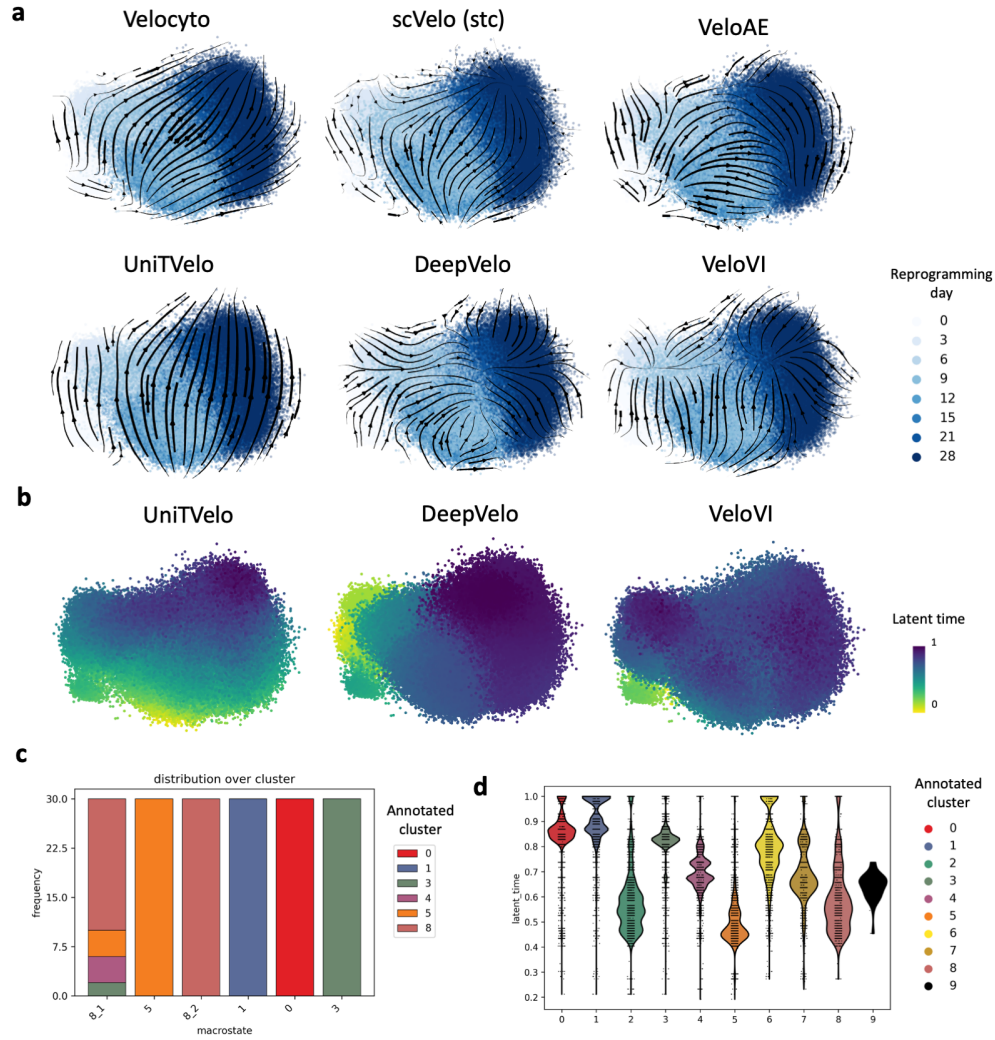 a
Velocyto
scVelo (stc)
VeloAE
UniTVelo
DeepVelo
VeloVI
Reprogramming
day
0
3
6
9
12
15
21
28
b
UniTVelo
DeepVelo
VeloVI
Latent time
1
0
c
distribution over cluster
30.0
22.5
15.0
7.5
0.0
frequency
8_1
5
8_2
1
0
3
macrostate
Annotated
cluster
0
1
3
4
5
8
d
1.0
0.9
0.8
0.7
0.6
0.5
0.4
0.3
0.2
latent_time
0 1 2 3 4 5 6 7 8 9
Annotated
cluster
0
1
2
3
4
5
6
7
8
9